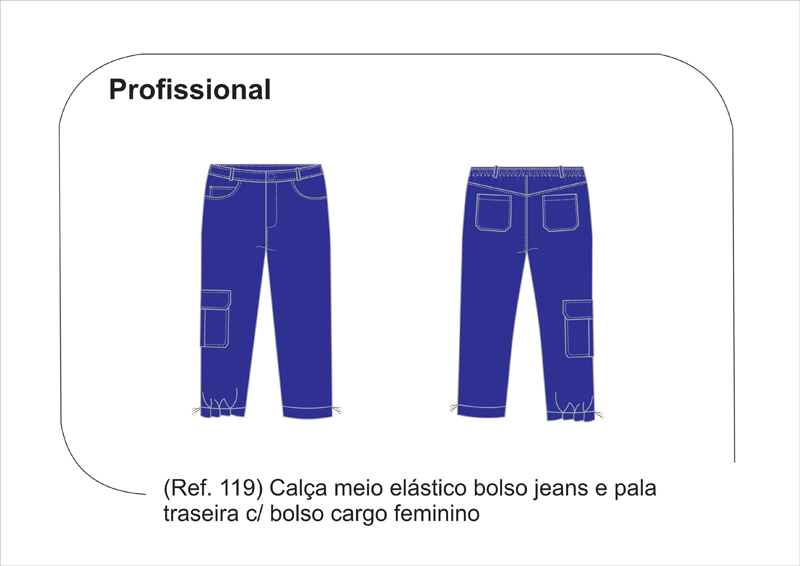 Profissional
(Ref. 119) Calça meio elástico bolso jeans e pala
traseira c/ bolso cargo feminino